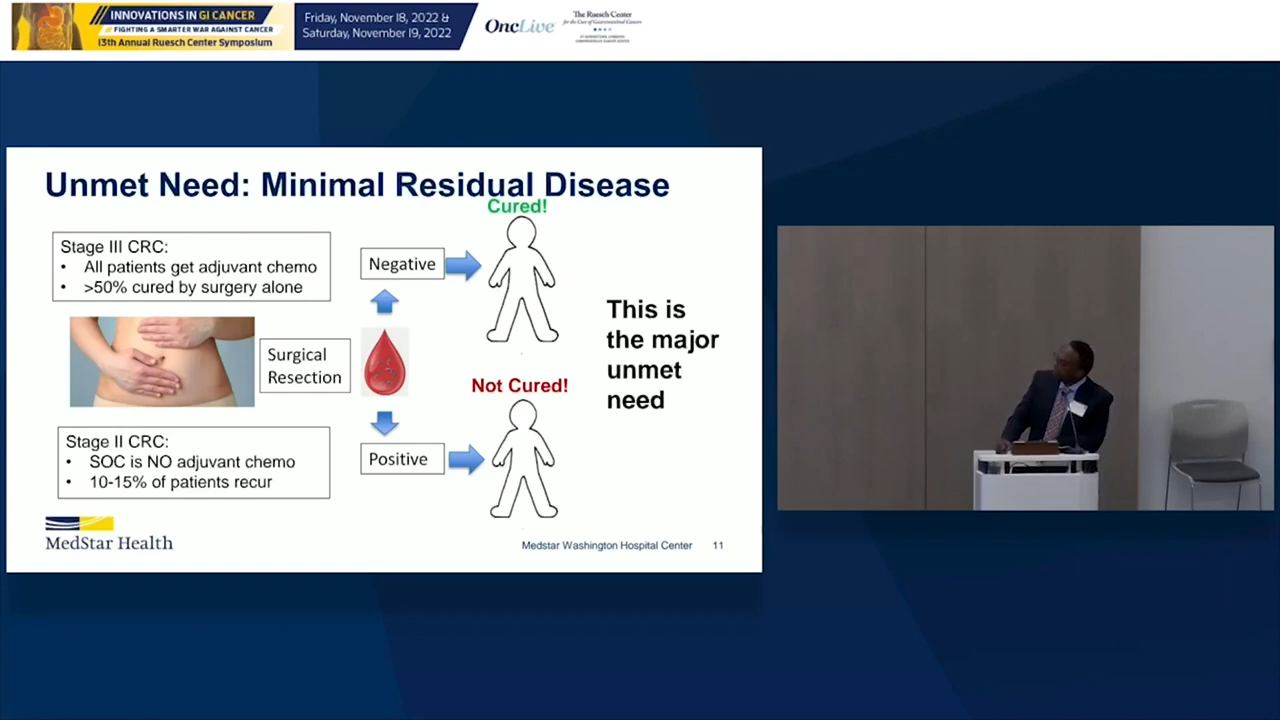 INNOVATIONS IN GI CANCER
FIGHTING A SMARTER WAR AGAINST CANCER
13th Annual Ruesch Center Symposium
Friday, November 18, 2022 &
Saturday, November 19, 2022
OncLive
The Ruesch Center
for the Cure of Gastrointestinal Cancers
Unmet Need: Minimal Residual Disease
Cured!
Stage III CRC:
• All patients get adjuvant chemo
• >50% cured by surgery alone
Negative
Surgical
Resection
This is
the major
unmet
need
Not Cured!
Stage II CRC:
• SOC is NO adjuvant chemo
• 10-15% of patients recur
Positive
MedStar Health
Medstar Washington Hospital Center 11